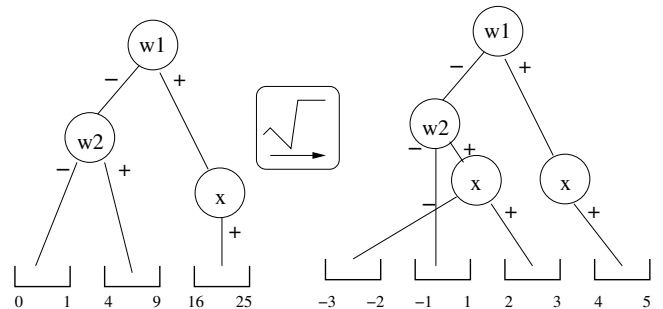 w1
− +
w2
− +
x
+
0 1 4 9 16 25
w1
− +
w2
− +
x x
− + +
−3 −2 −1 1 2 3 4 5